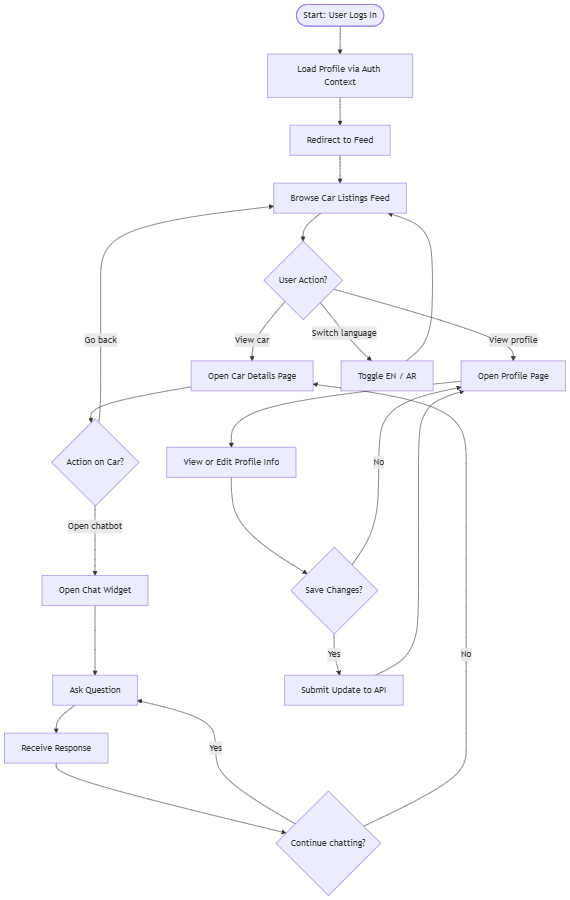 Start: User Logs In
Load Profile via Auth
Context
Redirect to Feed
Browse Car Listings Feed
User Action?
Go back
View car
Switch language
View profile
Open Car Details Page
Toggle EN / AR
Open Profile Page
Action on Car?
View or Edit Profile Info
No
Open chatbot
Open Chat Widget
Save Changes?
Yes
No
Ask Question
Submit Update to API
Receive Response
Yes
Continue chatting?